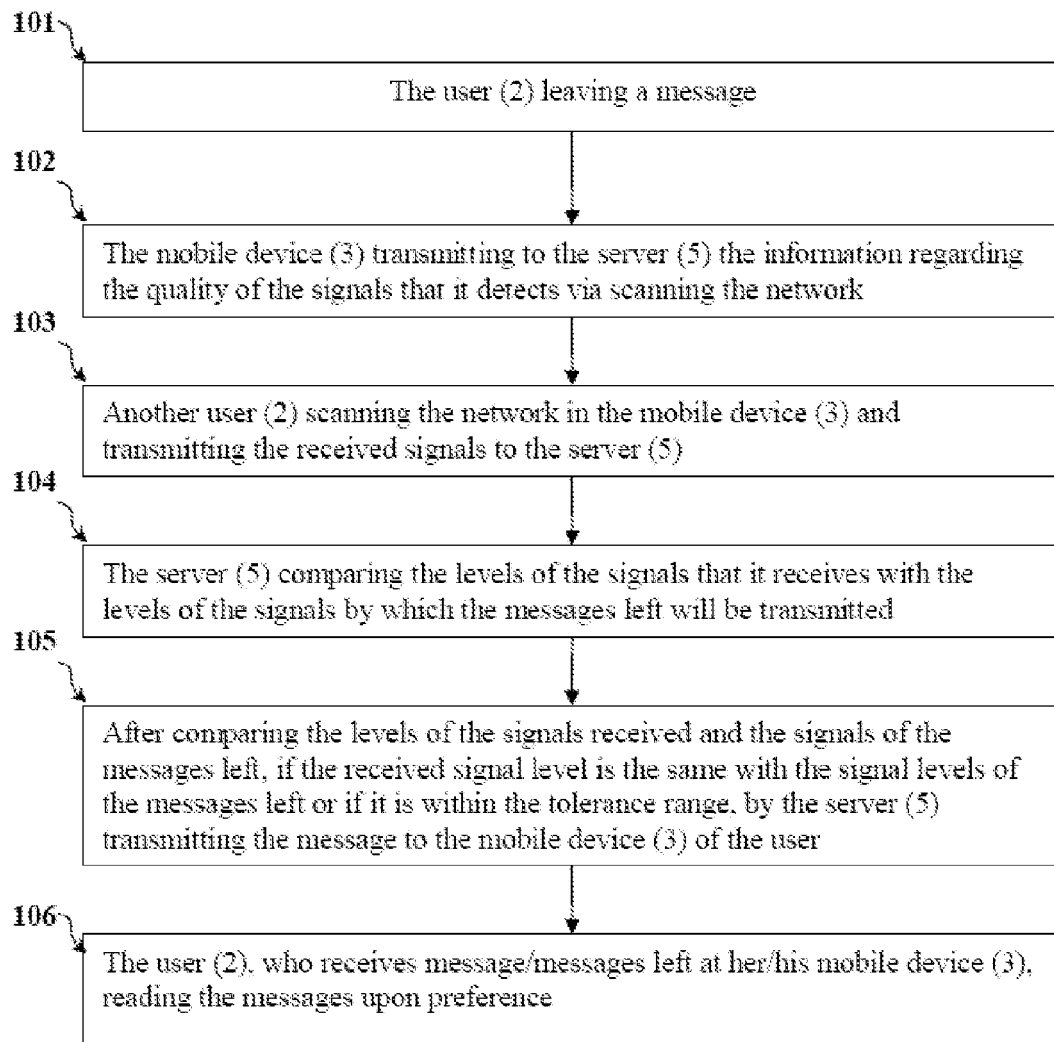 101
The user (2) leaving a message
102
The mobile device (3) transmitting to the server (5) the information regarding
the quality of the signals that it detects via scanning the network
103
Another user (2) scanning the network in the mobile device (3) and
transmitting the received signals to the server (5)
104
The server (5) comparing the levels of the signals that it receives with the
levels of the signals by which the messages left will be transmitted
105
After comparing the levels of the signals received and the signals of the
messages left, if the received signal level is the same with the signal levels of
the messages left or if it is within the tolerance range, by the server (5)
transmitting the message to the mobile device (3) of the user
106
The user (2), who receives message/messages left at her/his mobile device (3),
reading the messages upon preference